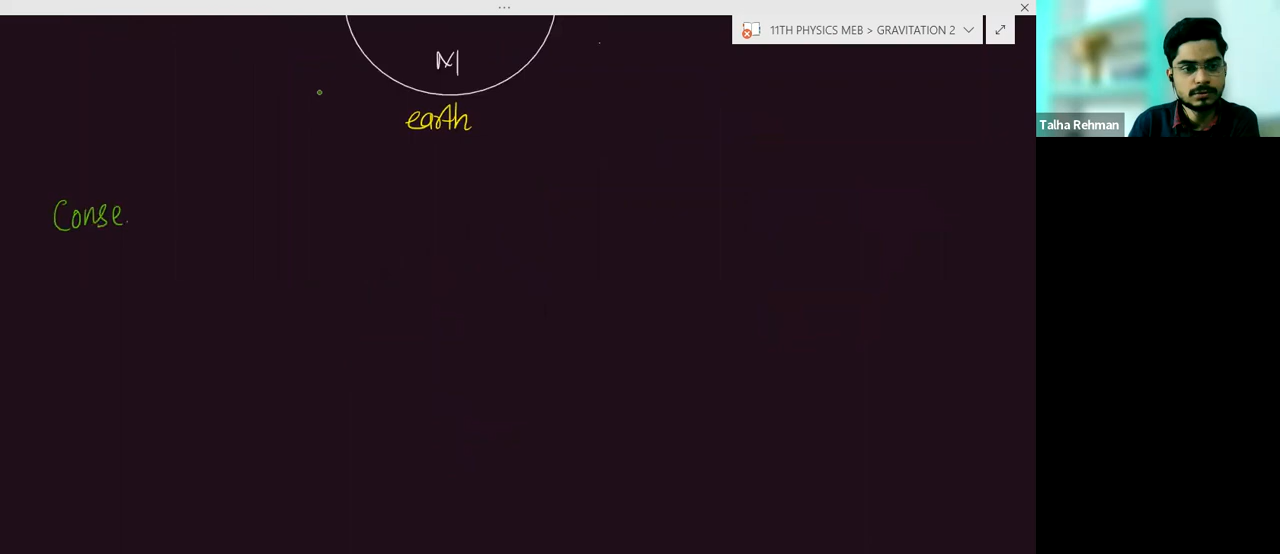 11TH PHYSICS MEB > GRAVITATION 2
M
earth
Talha Rehman
Conse.